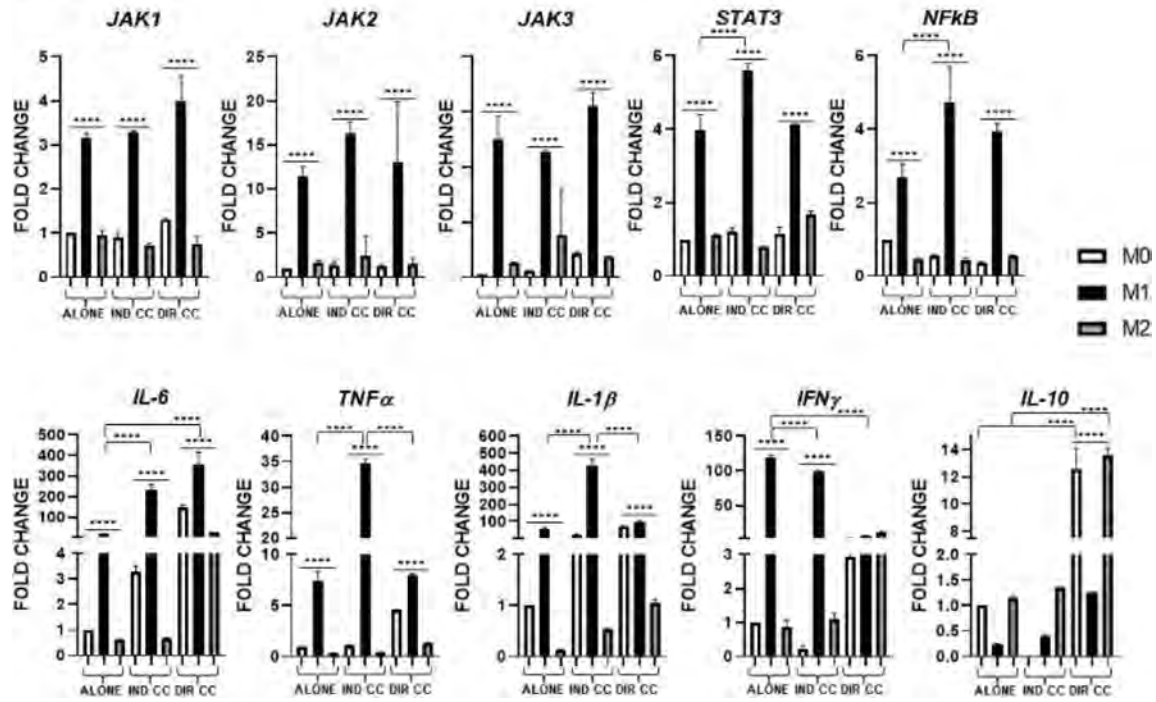 JAK1 JAK2 JAK3 STAT3 NFkB
FOLD CHANGE FOLD CHANGE FOLD CHANGE FOLD CHANGE FOLD CHANGE
5 4 3 2 1 0
25 20 15 10 5 0
6 4 2 0
6 4 2 0
**** **** ****
**** **** ****
**** **** ****
**** **** **** ****
**** **** **** ****
ALONE IND CC DIR CC
ALONE IND CC DIR CC
ALONE IND CC DIR CC
ALONE IND CC DIR CC
ALONE IND CC DIR CC
M0
M1
M2
IL-6 TNFα IL-1β IFNγ IL-10
FOLD CHANGE FOLD CHANGE FOLD CHANGE FOLD CHANGE FOLD CHANGE
500 400 300 200 100 4 3 2 1 0
40 35 30 25 20 10 5 0
600 500 400 300 200 100 2 1 0
150 100 50 3 2 1 0
14 12 10 8 2.0 1.5 1.0 0.5 0.0
**** **** **** **** ****
**** **** **** **** ****
**** **** **** **** ****
**** **** **** ****
**** ****
ALONE IND CC DIR CC
ALONE IND CC DIR CC
ALONE IND CC DIR CC
ALONE IND CC DIR CC
ALONE IND CC DIR CC